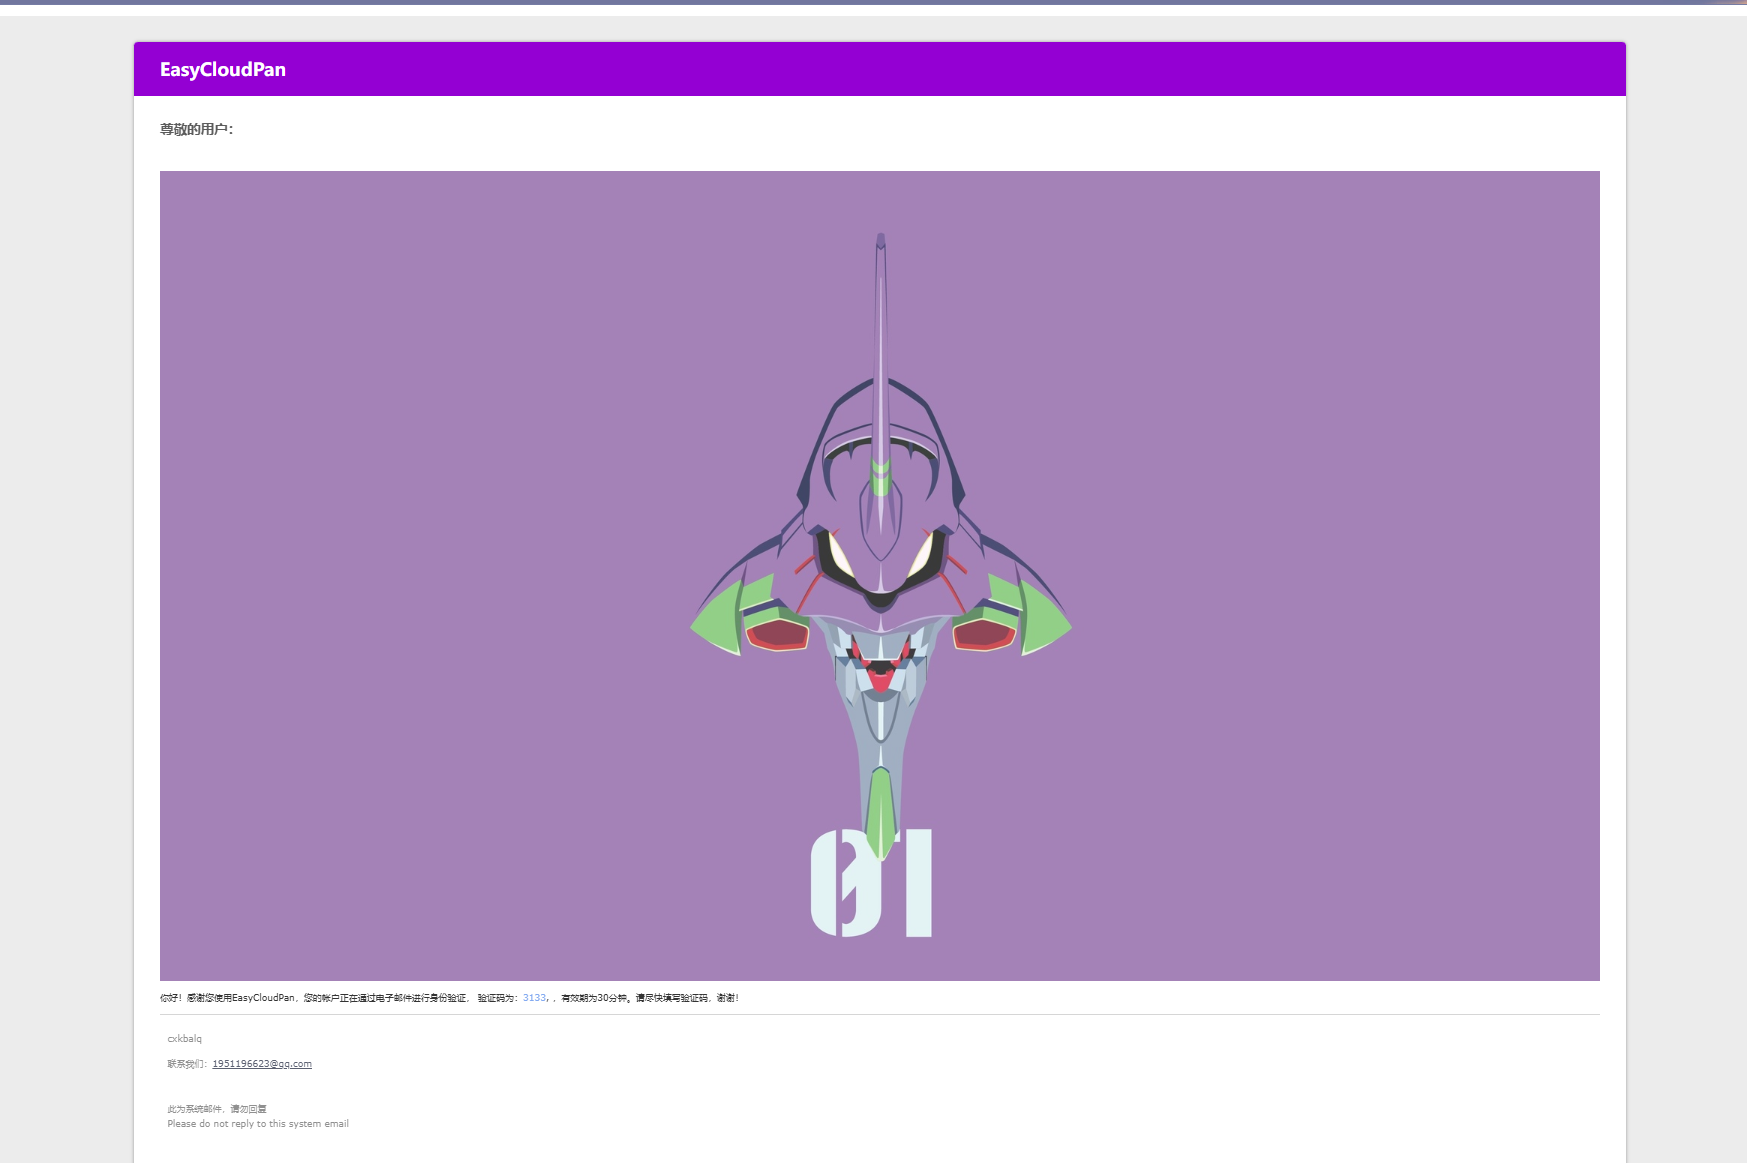 EasyCloudPan
尊敬的用户：
01
你好！感谢您使用EasyCloudPan，您的帐户正在通过电子邮件进行身份验证， 验证码为：3133, ，有效期为30分钟。请尽快填写验证码，谢谢！
cxkbalq
联系我们：1951196623@qq.com
此为系统邮件，请勿回复
Please do not reply to this system email